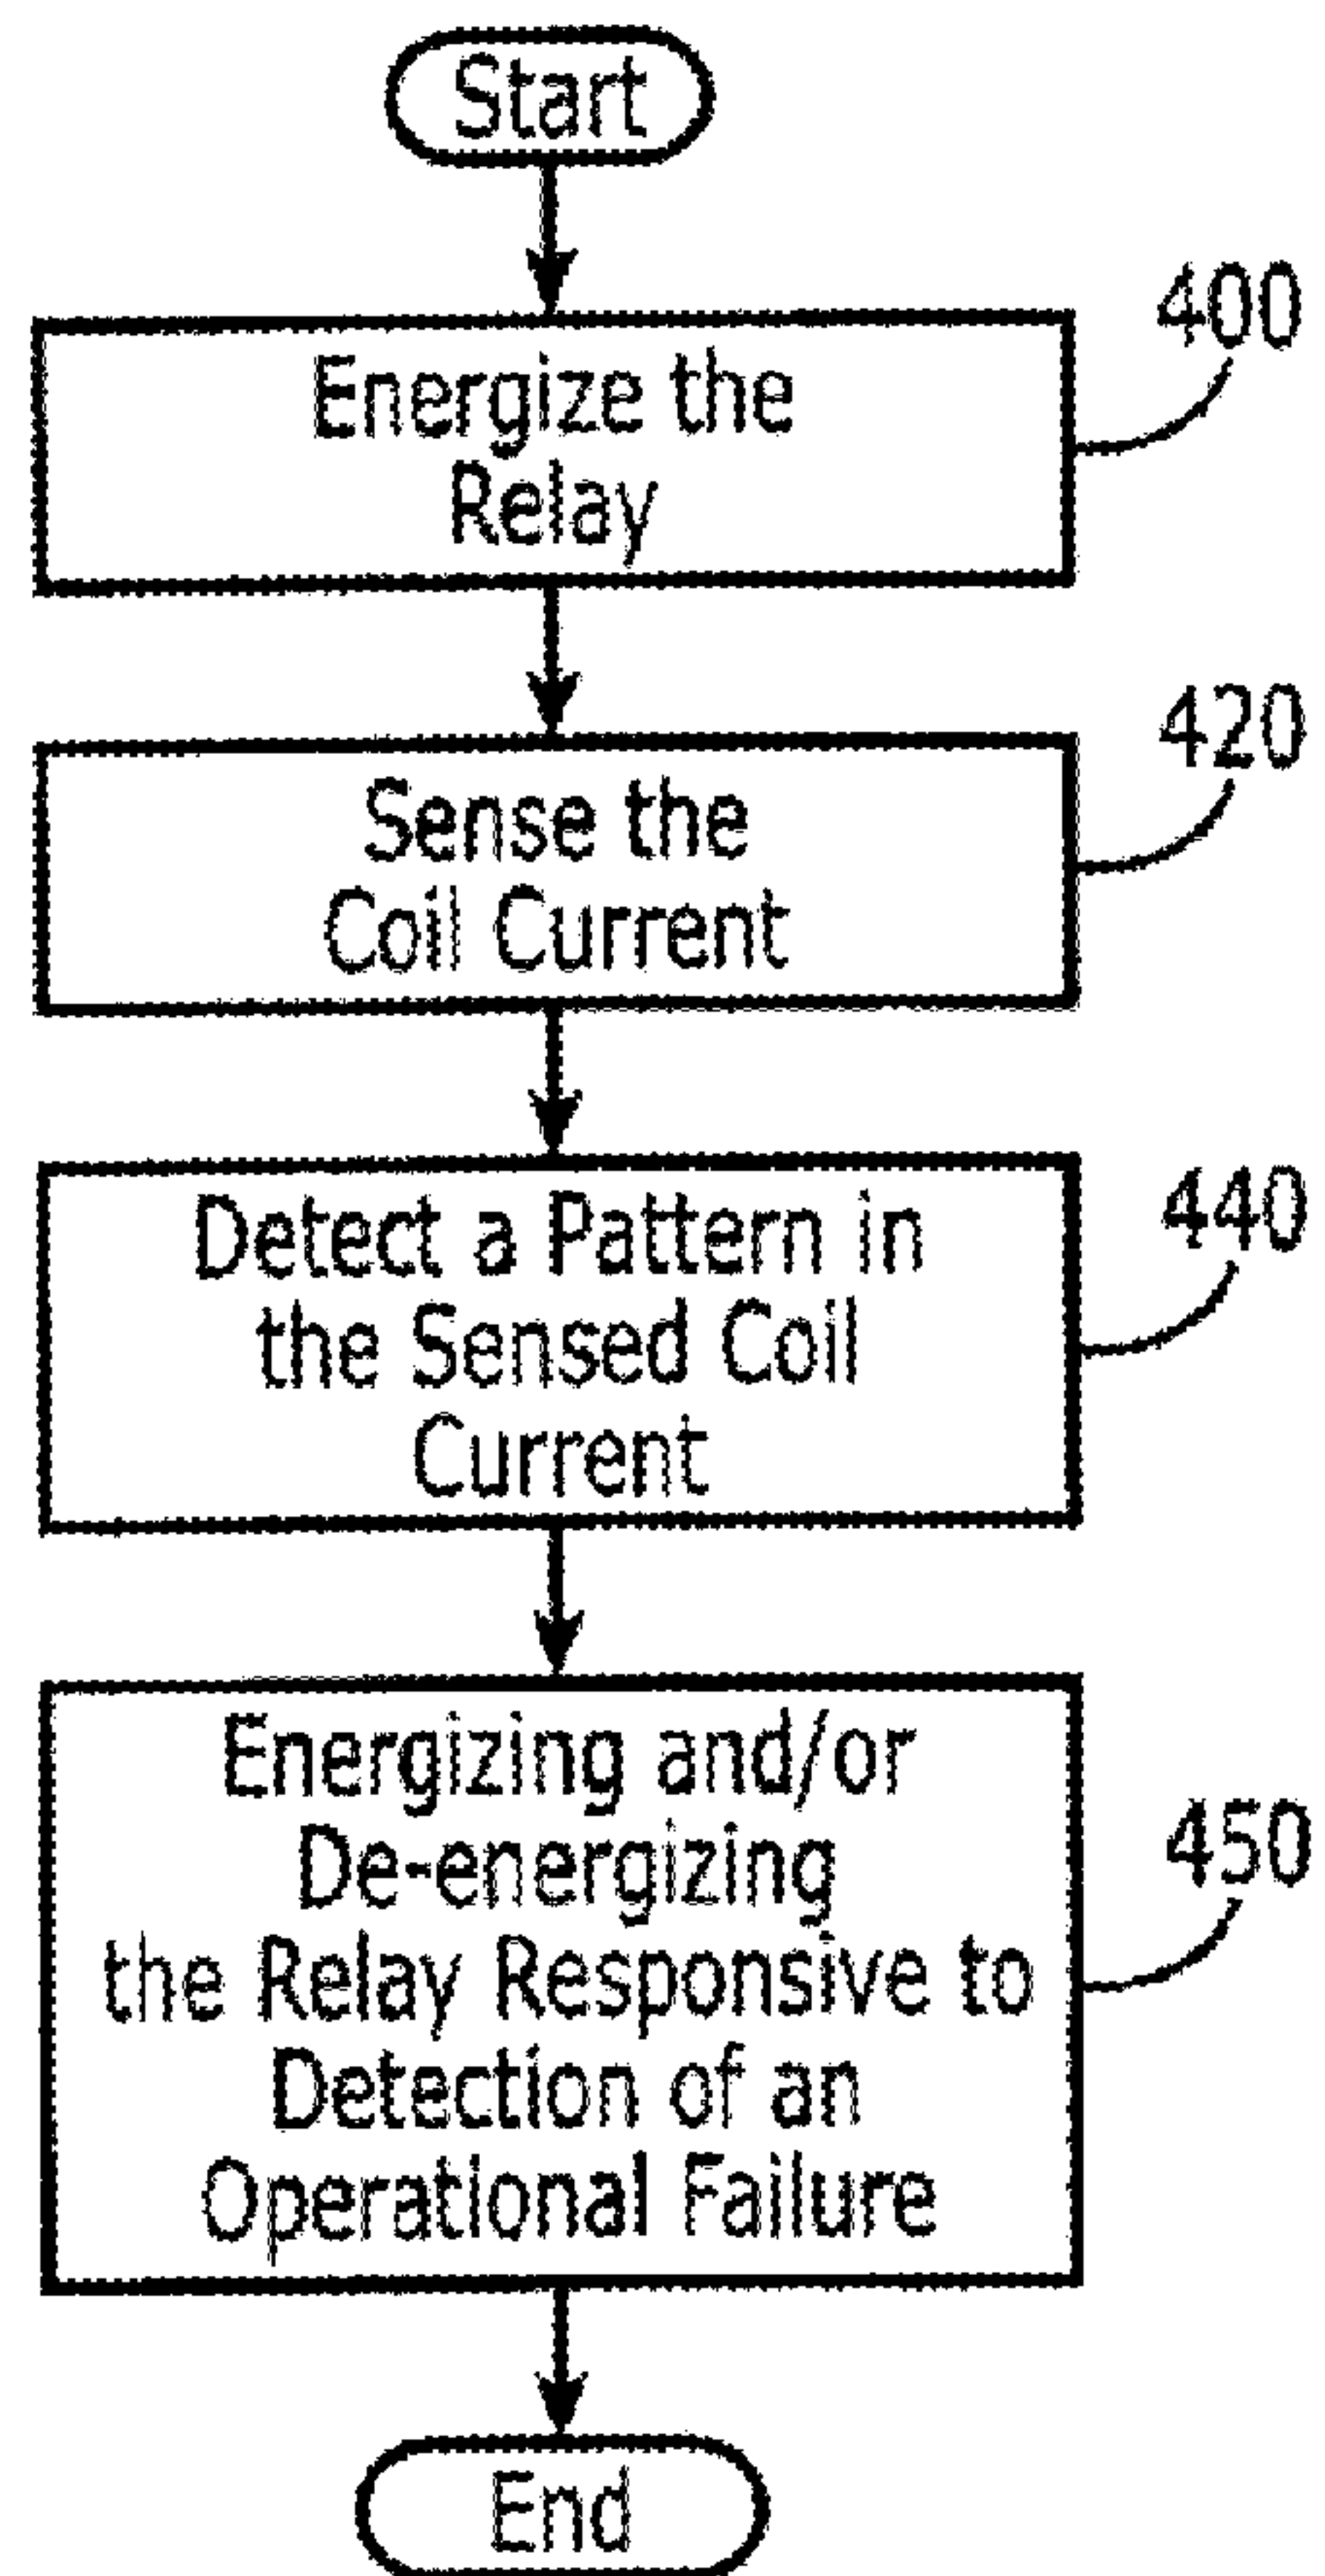 Start
400
Energize the
Relay
420
Sense the
Coil Current
440
Detect a Pattern in
the Sensed Coil
Current
450
Energizing and/or
De-energizing
the Relay Responsive to
Detection of an
Operational Failure
End